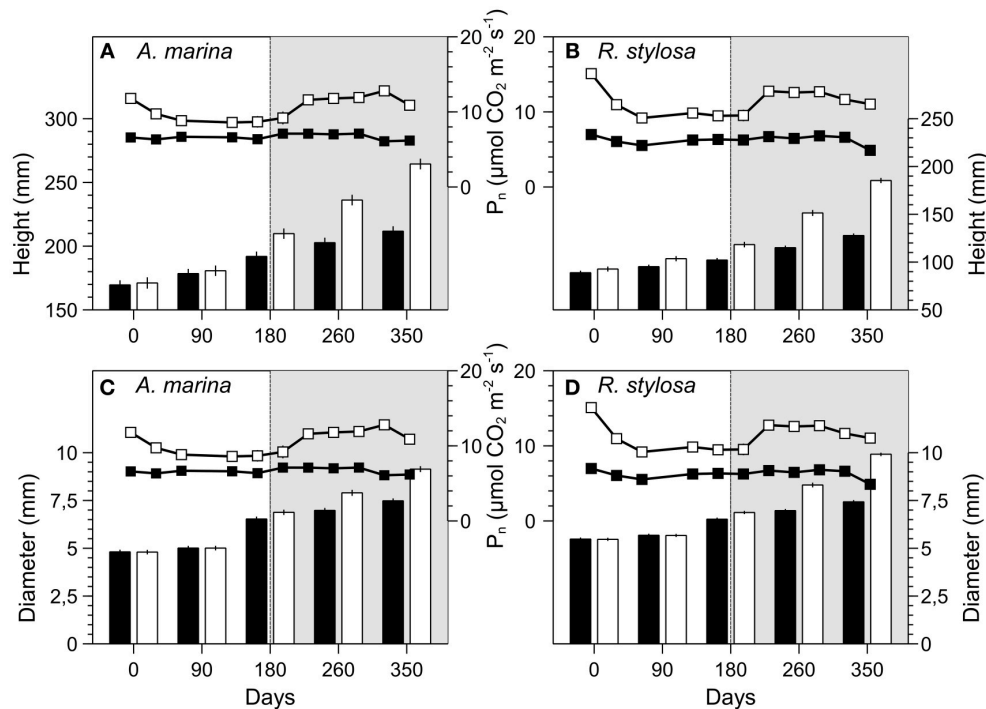 A A. marina
B R. stylosa
Height (mm)
300
250
200
150
20
10
0
Pn (µmol CO2 m-2 s-1)
20
10
0
250
200
150
100
50
Height (mm)
0 90 180 260 350
0 90 180 260 350
C A. marina
D R. stylosa
Diameter (mm)
10
7,5
5
2,5
0
20
10
0
Pn (µmol CO2 m-2 s-1)
20
10
0
10
7,5
5
2,5
0
Diameter (mm)
0 90 180 260 350
0 90 180 260 350
Days
Days